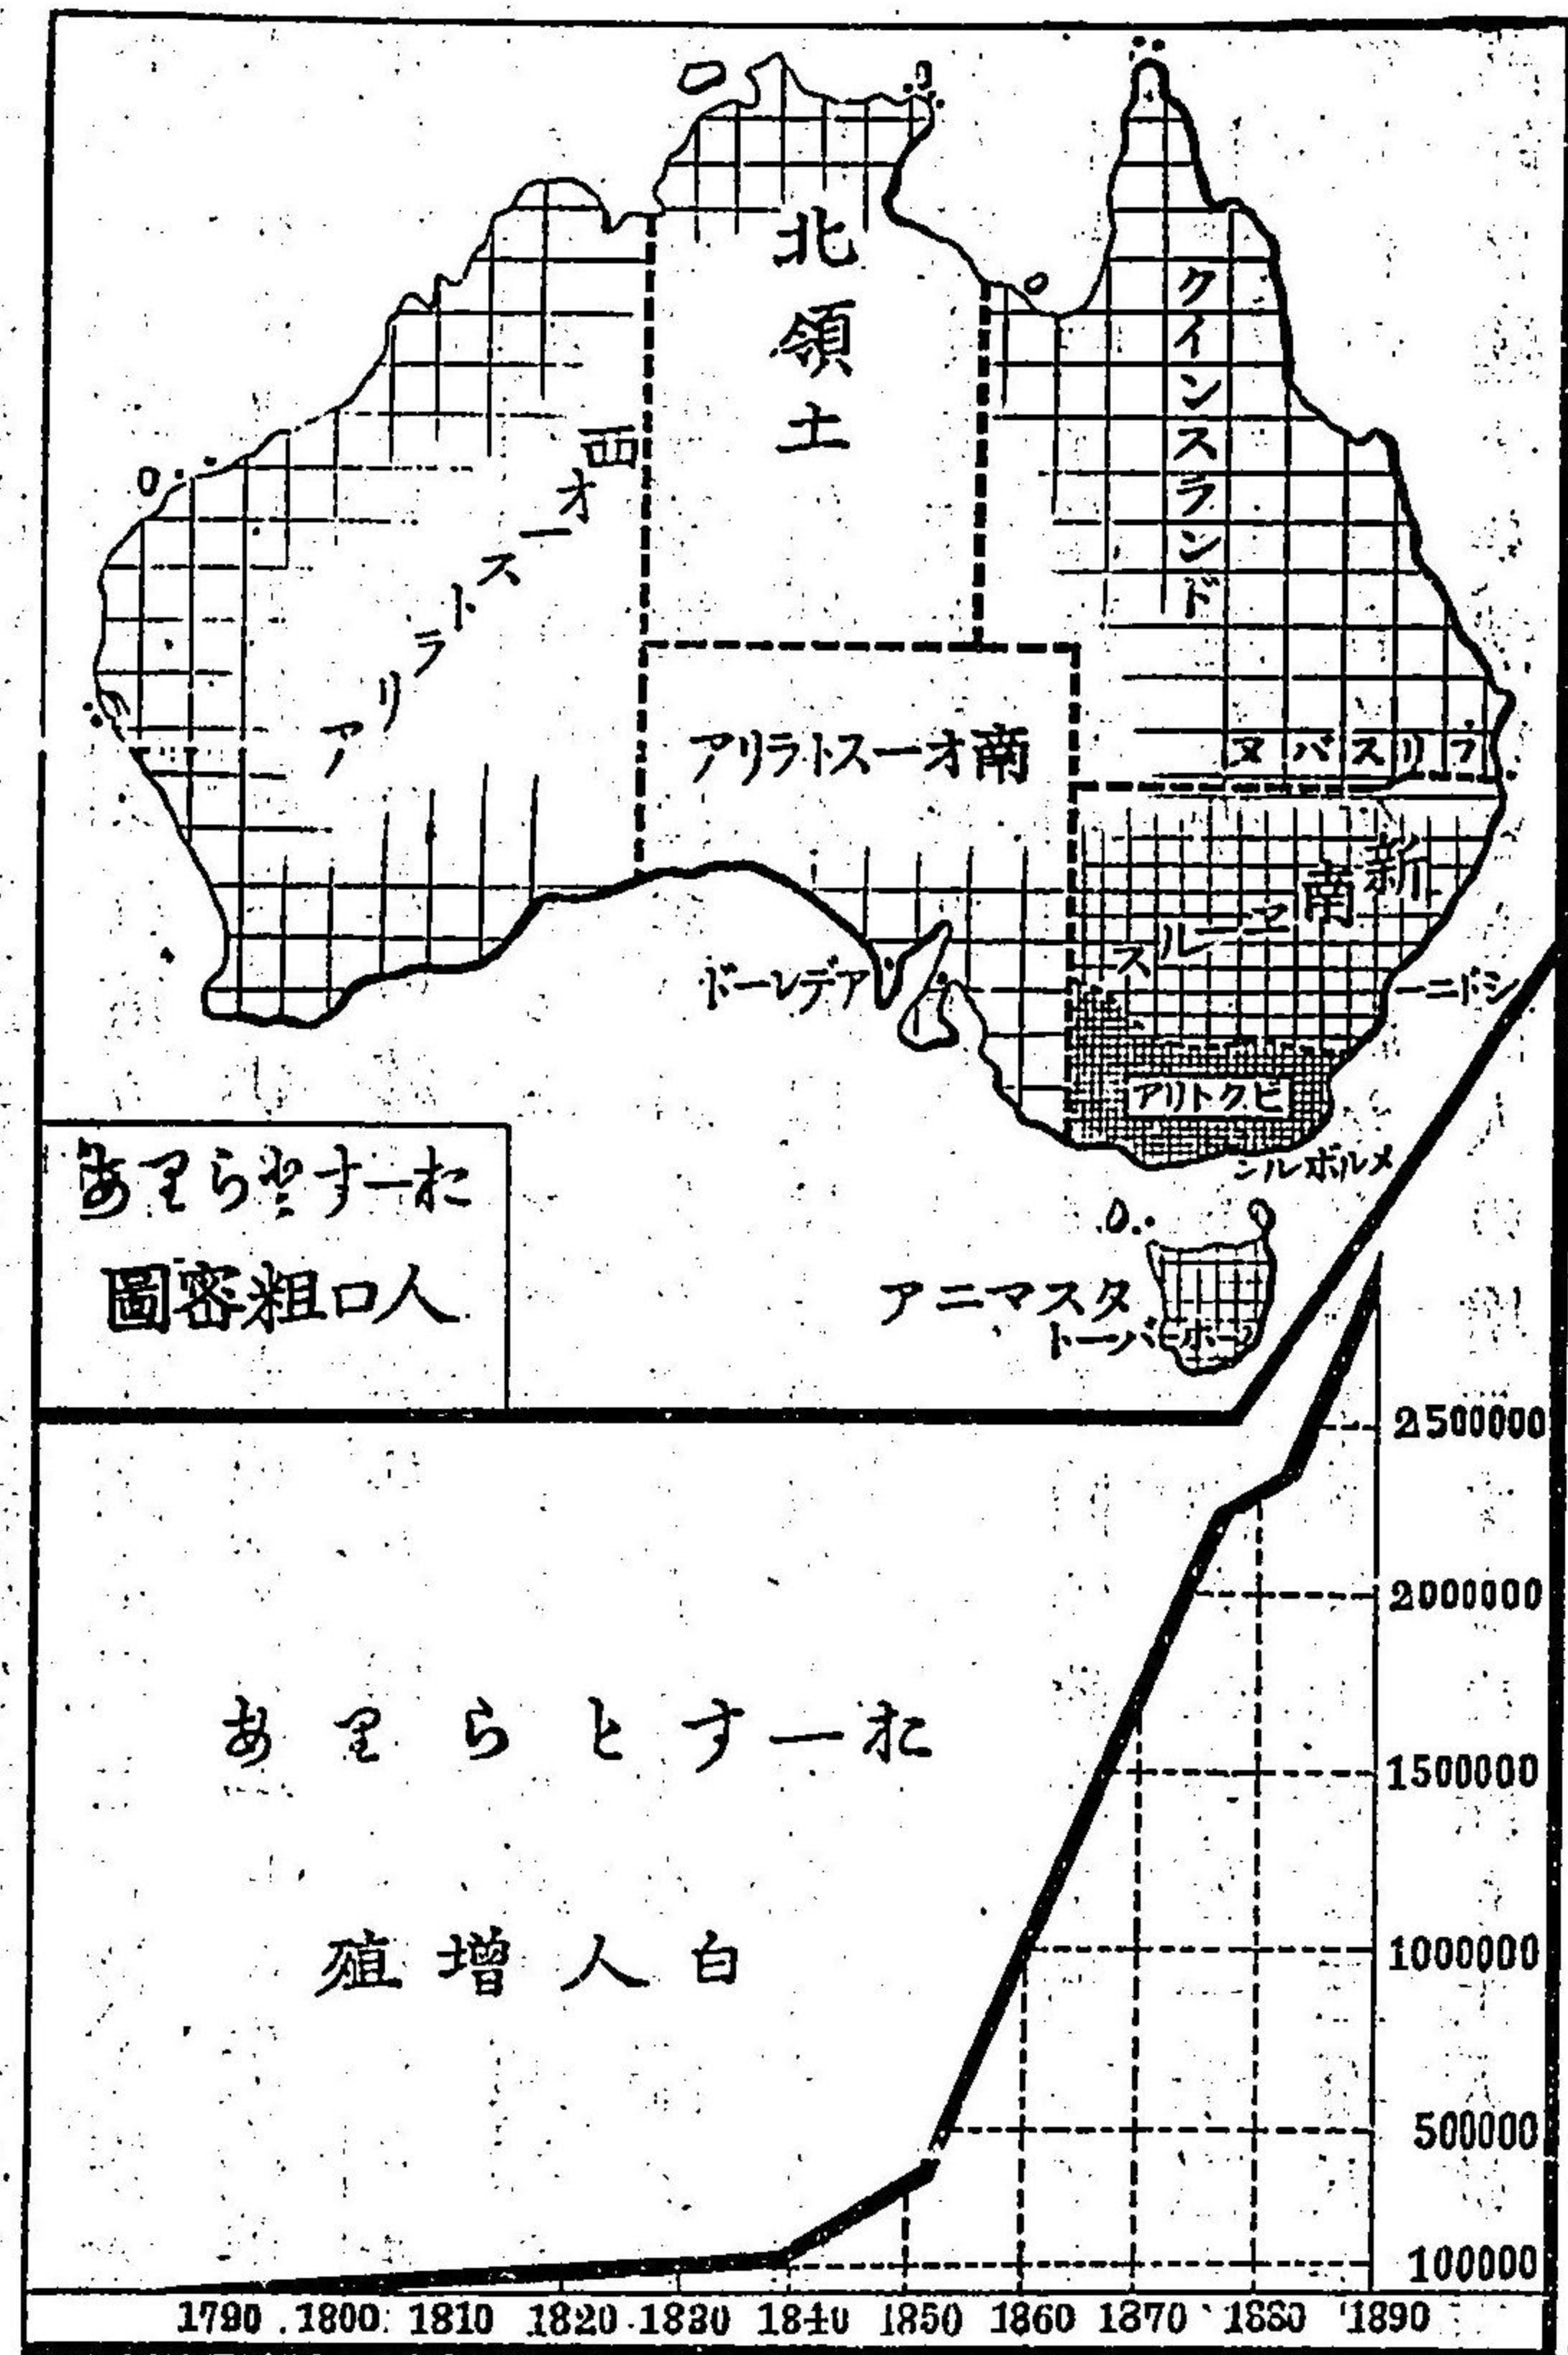 北領土
クインスランド
西オーストラリア
南オーストラリア
ブリスバヌ
新南ヱールス
アデレード
シドニー
ビクトリア
メルボルン
タスマニア
ホーバート
おーすとらりあ
人口粗密圖
2500000
2000000
1500000
1000000
500000
100000
おーすとらりあ
白人增殖
1790 1800 1810 1820 1830 1840 1850 1860 1870 1880 1890